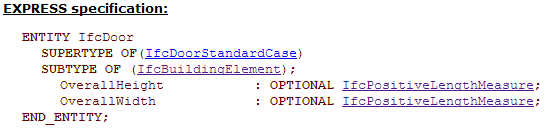 EXPRESS specification:
ENTITY IfcDoor
SUPERTYPE OF(IfcDoorStandardCase)
SUBTYPE OF (IfcBuildingElement);
OverallHeight : OPTIONAL IfcPositiveLengthMeasure;
OverallWidth : OPTIONAL IfcPositiveLengthMeasure;
END_ENTITY;